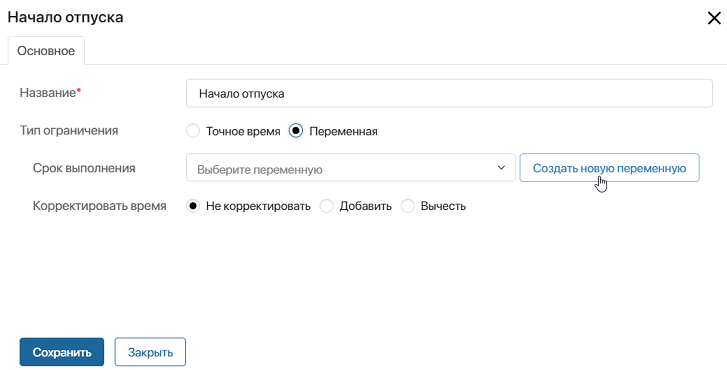 Начало отпуска
Основное
Название*
Начало отпуска
Тип ограничения
Точное время
Переменная
Срок выполнения
Выберите переменную
Создать новую переменную
Корректировать время
Не корректировать
Добавить
Вычесть
Сохранить
Закрыть